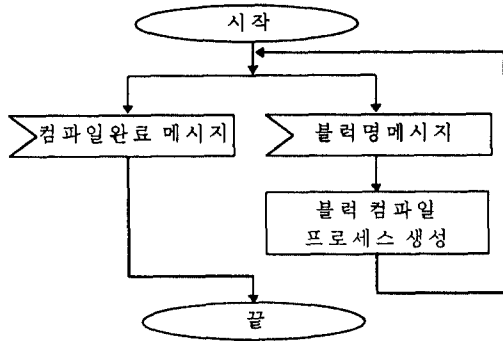 시작
컴파일완료 메시지
블럭명메시지
블럭 컴파일
프로세스 생성
끝